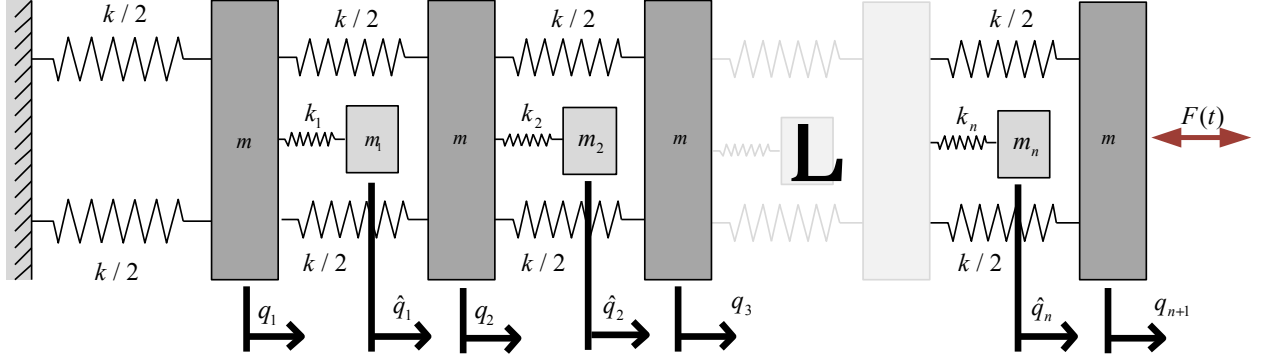 k / 2 k / 2 k / 2 k / 2
k₁ k₂ kₙ F(t)
m m₁ m m₂ m L mₙ m
k / 2 k / 2 k / 2 k / 2
q₁ q̂₁ q₂ q̂₂ q₃ q̂ₙ qₙ₊₁